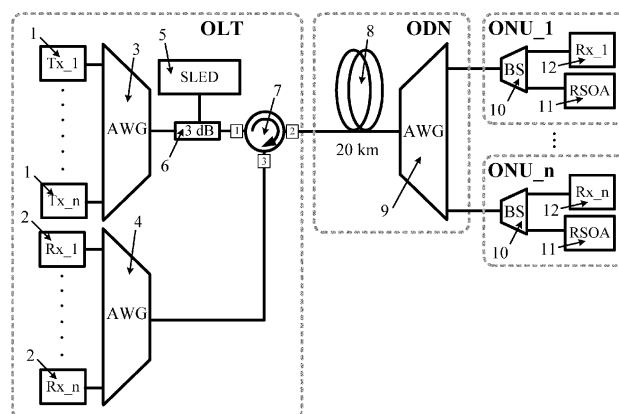 OLT
ODN
ONU_1
1
Tx_1
3
5
SLED
7
8
BS
Rx_1
12
10
RSOA
11
AWG
3 dB
1
2
3
6
20 km
AWG
9
1
Tx_n
ONU_n
2
Rx_1
4
BS
Rx_n
12
10
RSOA
11
AWG
2
Rx_n